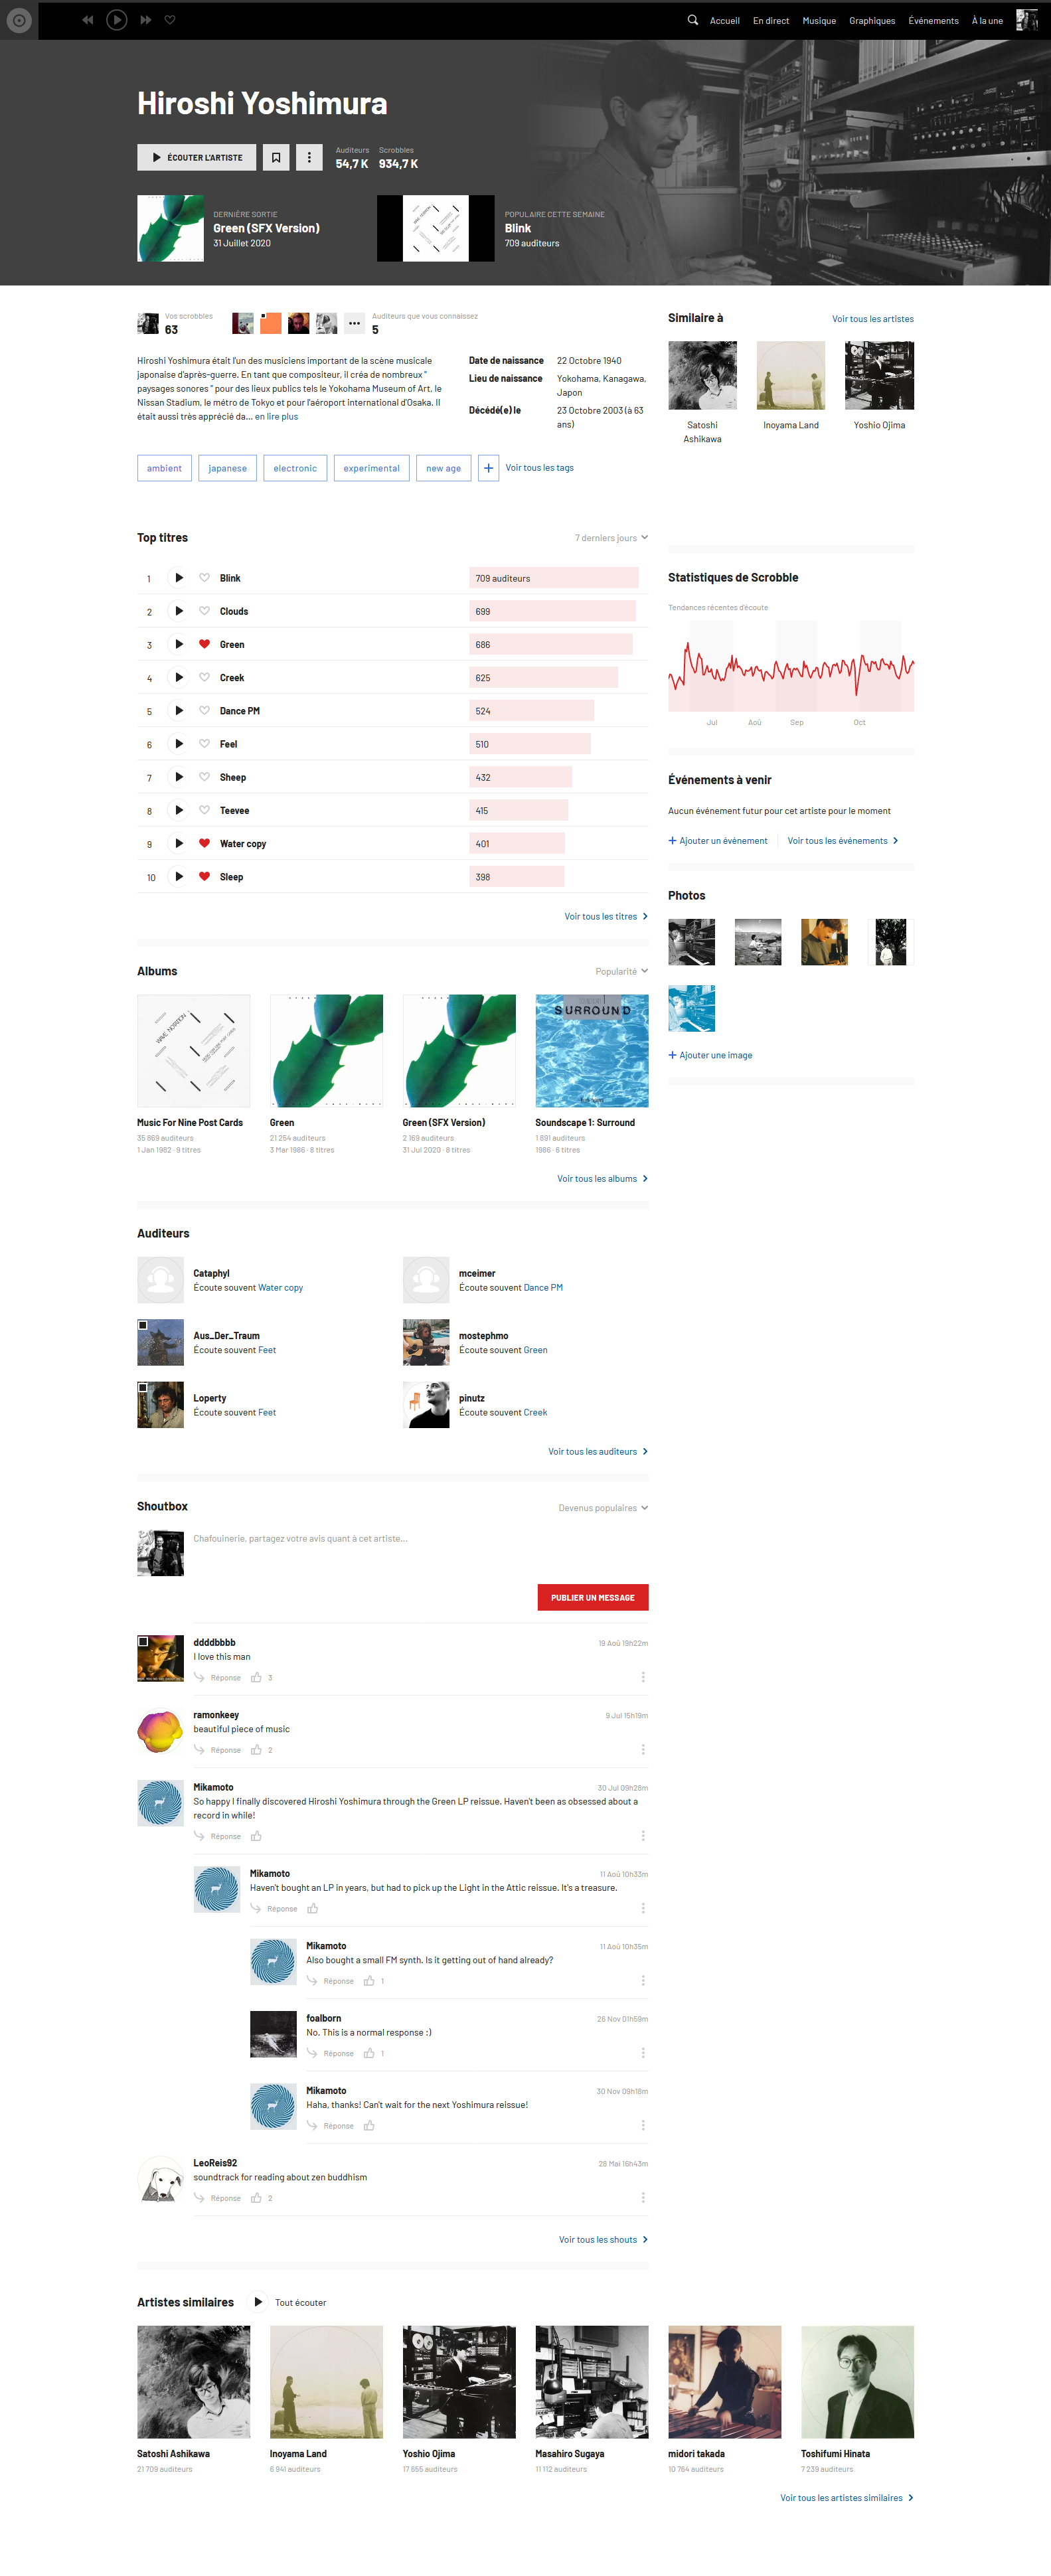 Accueil En direct Musique Graphiques Événements À la une
Hiroshi Yoshimura
ÉCOUTER L'ARTISTE
Auditeurs Scrobbles
54,7 K 934,7 K
DERNIÈRE SORTIE
Green (SFX Version)
31 Juillet 2020
POPULAIRE CETTE SEMAINE
Blink
709 auditeurs
Vos scrobbles
63
Auditeurs que vous connaissez
5
Hiroshi Yoshimura était l'un des musiciens important de la scène musicale
japonaise d'après-guerre. En tant que compositeur, il créa de nombreux "
paysages sonores " pour des lieux publics tels le Yokohama Museum of Art, le
Nissan Stadium, le métro de Tokyo et pour l'aéroport international d'Osaka. Il
était aussi très apprécié da... en lire plus
Date de naissance 22 Octobre 1940
Lieu de naissance Yokohama, Kanagawa,
Japon
Décédé(e) le 23 Octobre 2003 (à 63
ans)
ambient japanese electronic experimental new age + Voir tous les tags
Similaire à Voir tous les artistes
Satoshi
Ashikawa
Inoyama Land
Yoshio Ojima
Top titres 7 derniers jours
1 Blink 709 auditeurs
2 Clouds 699
3 Green 686
4 Creek 625
5 Dance PM 524
6 Feel 510
7 Sheep 432
8 Teevee 415
9 Water copy 401
10 Sleep 398
Voir tous les titres
Statistiques de Scrobble
Tendances récentes d'écoute
Jul Aoû Sep Oct
Événements à venir
Aucun événement futur pour cet artiste pour le moment
+ Ajouter un événement Voir tous les événements
Photos
+ Ajouter une image
Albums Popularité
WAVE NOTATION
SURROUND
Music For Nine Post Cards
35 869 auditeurs
1 Jan 1982 · 9 titres
Green
21 254 auditeurs
3 Mar 1986 · 8 titres
Green (SFX Version)
2 169 auditeurs
31 Jul 2020 · 8 titres
Soundscape 1: Surround
1 891 auditeurs
1986 · 6 titres
Voir tous les albums
Auditeurs
Cataphyl
Écoute souvent Water copy
mceimer
Écoute souvent Dance PM
Aus_Der_Traum
Écoute souvent Feet
mostephmo
Écoute souvent Green
Loperty
Écoute souvent Feet
pinutz
Écoute souvent Creek
Voir tous les auditeurs
Shoutbox Devenus populaires
Chafouinerie, partagez votre avis quant à cet artiste...
PUBLIER UN MESSAGE
ddddbbbb 19 Aoû 19h22m
I love this man
Réponse 3
ramonkeey 9 Jul 15h19m
beautiful piece of music
Réponse 2
Mikamoto 30 Jul 09h28m
So happy I finally discovered Hiroshi Yoshimura through the Green LP reissue. Haven't been as obsessed about a
record in while!
Réponse
Mikamoto 11 Aoû 10h33m
Haven't bought an LP in years, but had to pick up the Light in the Attic reissue. It's a treasure.
Réponse
Mikamoto 11 Aoû 10h35m
Also bought a small FM synth. Is it getting out of hand already?
Réponse 1
foalborn 26 Nov 01h59m
No. This is a normal response :)
Réponse 1
Mikamoto 30 Nov 09h18m
Haha, thanks! Can't wait for the next Yoshimura reissue!
Réponse
LeoReis92 28 Mai 16h43m
soundtrack for reading about zen buddhism
Réponse 2
Voir tous les shouts
Artistes similaires Tout écouter
Satoshi Ashikawa
21 709 auditeurs
Inoyama Land
6 941 auditeurs
Yoshio Ojima
17 655 auditeurs
Masahiro Sugaya
11 112 auditeurs
midori takada
10 764 auditeurs
Toshifumi Hinata
7 239 auditeurs
Voir tous les artistes similaires